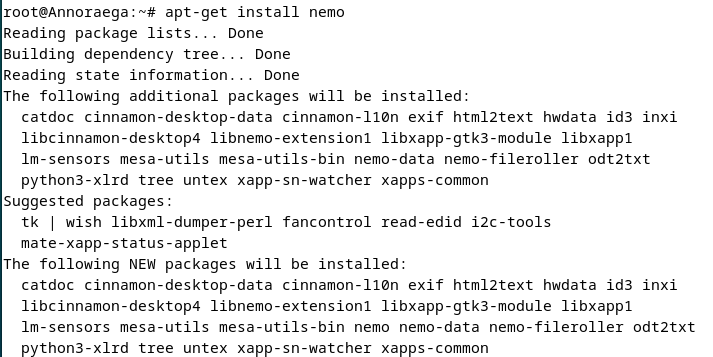 root@Annoraega:~# apt-get install nemo
Reading package lists... Done
Building dependency tree... Done
Reading state information... Done
The following additional packages will be installed:
  catdoc cinnamon-desktop-data cinnamon-l10n exif html2text hwdata id3 inxi
  libcinnamon-desktop4 libnemo-extension1 libxapp-gtk3-module libxapp1
  lm-sensors mesa-utils mesa-utils-bin nemo-data nemo-fileroller odt2txt
  python3-xlrd tree untex xapp-sn-watcher xapps-common
Suggested packages:
  tk | wish libxml-dumper-perl fancontrol read-edid i2c-tools
  mate-xapp-status-applet
The following NEW packages will be installed:
  catdoc cinnamon-desktop-data cinnamon-l10n exif html2text hwdata id3 inxi
  libcinnamon-desktop4 libnemo-extension1 libxapp-gtk3-module libxapp1
  lm-sensors mesa-utils mesa-utils-bin nemo nemo-data nemo-fileroller odt2txt
  python3-xlrd tree untex xapp-sn-watcher xapps-common